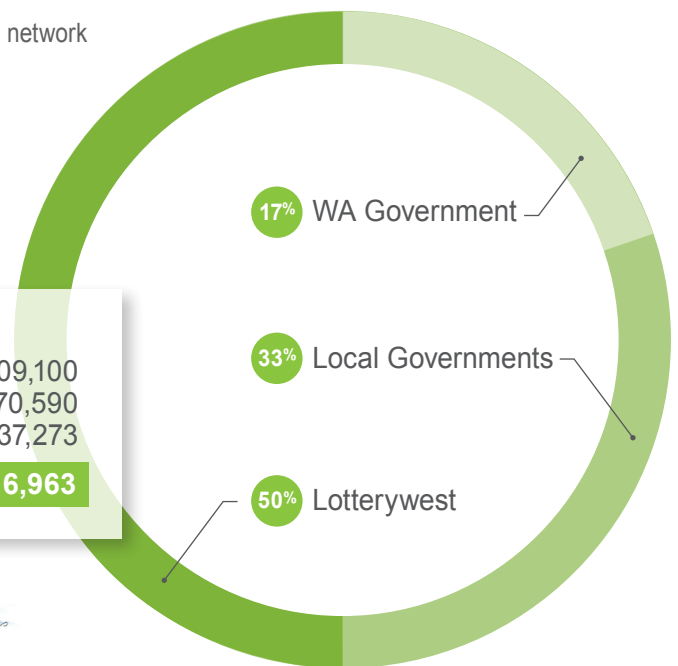 network
17% WA Government
33% Local Governments
09,100
70,590
37,273
6,963
50% Lotterywest